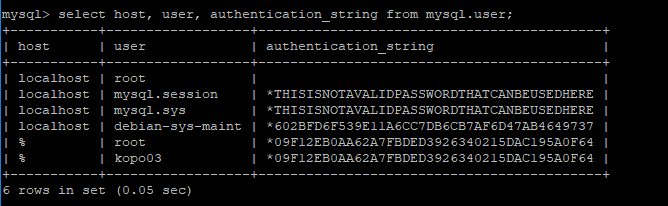 mysql> select host, user, authentication_string from mysql.user;
+-----------+------------------+-------------------------------------------+
| host      | user             | authentication_string                     |
+-----------+------------------+-------------------------------------------+
| localhost | root             |                                           |
| localhost | mysql.session    | *THISISNOTAVALIDPASSWORDTHATCANBEUSEDHERE |
| localhost | mysql.sys        | *THISISNOTAVALIDPASSWORDTHATCANBEUSEDHERE |
| localhost | debian-sys-maint | *602BFD6F539E11A6CC7DB6CB7AF6D47AB4649737 |
| %         | root             | *09F12EB0AA62A7FBDED3926340215DAC195A0F64 |
| %         | kopo03           | *09F12EB0AA62A7FBDED3926340215DAC195A0F64 |
+-----------+------------------+-------------------------------------------+
6 rows in set (0.05 sec)